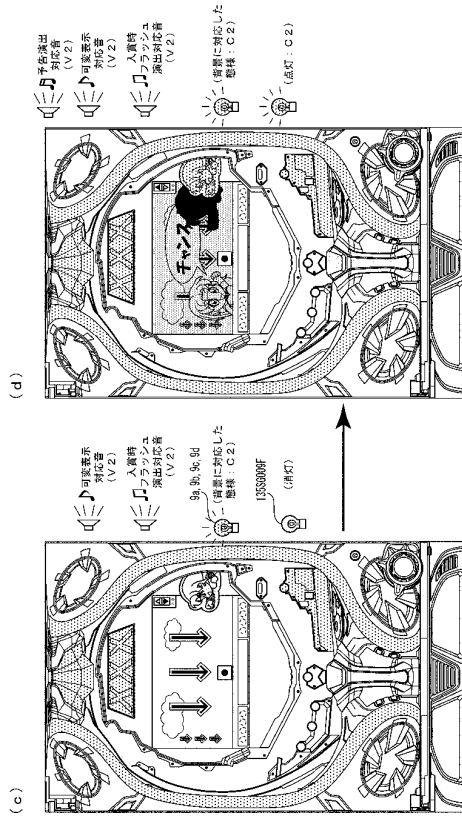 (c)
♪可変表示
対応音
(V2)
入賞時
♫フラッシュ
演出対応音
(V2)
9a, 9b, 9c, 9d
(背景に対応した
態様：C2)
135SG009F
(消灯)
(d)
♫予告演出
対応音
(V2)
♪可変表示
対応音
(V2)
入賞時
♫フラッシュ
演出対応音
(V2)
(背景に対応した
態様：C2)
(点灯：C2)
チャンス